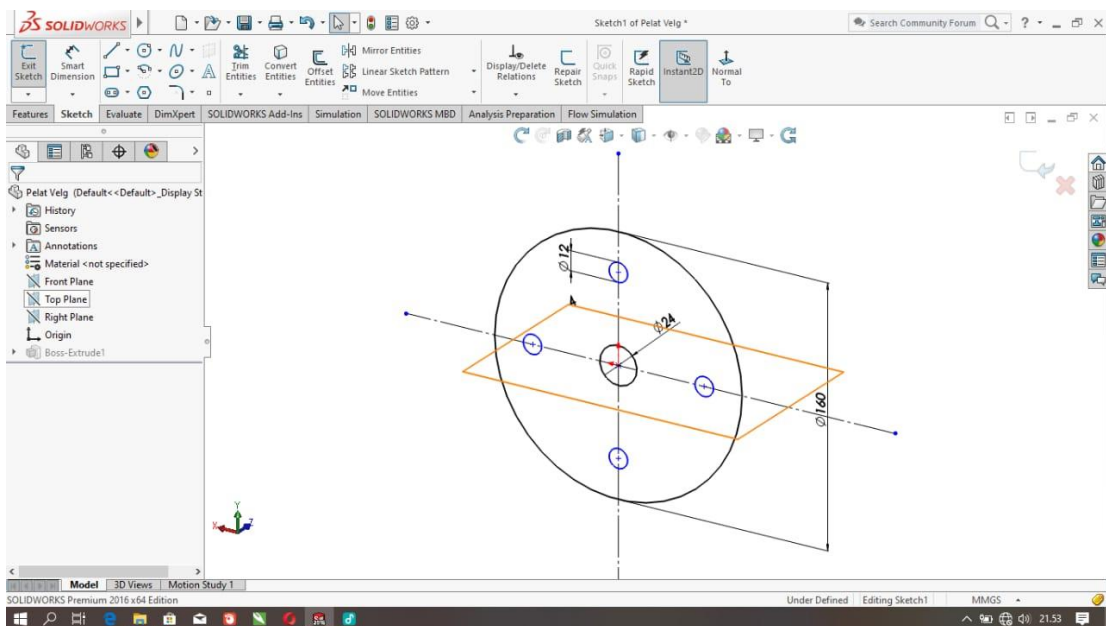 SOLIDWORKS
Sketch1 of Pelat Velg *
Search Community Forum
?
Exit Sketch
Smart Dimension
Trim Entities
Convert Entities
Offset Entities
Mirror Entities
Linear Sketch Pattern
Move Entities
Display/Delete Relations
Repair Sketch
Quick Snaps
Rapid Sketch
Instant2D
Normal To
Features Sketch Evaluate DimXpert SOLIDWORKS Add-Ins Simulation SOLIDWORKS MBD Analysis Preparation Flow Simulation
Pelat Velg (Default<<Default>_Display St
History
Sensors
Annotations
Material <not specified>
Front Plane
Top Plane
Right Plane
Origin
Boss-Extrude1
Ø12
Ø24
Ø160
Y
X
Z
Model 3D Views Motion Study 1
SOLIDWORKS Premium 2016 x64 Edition
Under Defined Editing Sketch1 MMGS
21.53